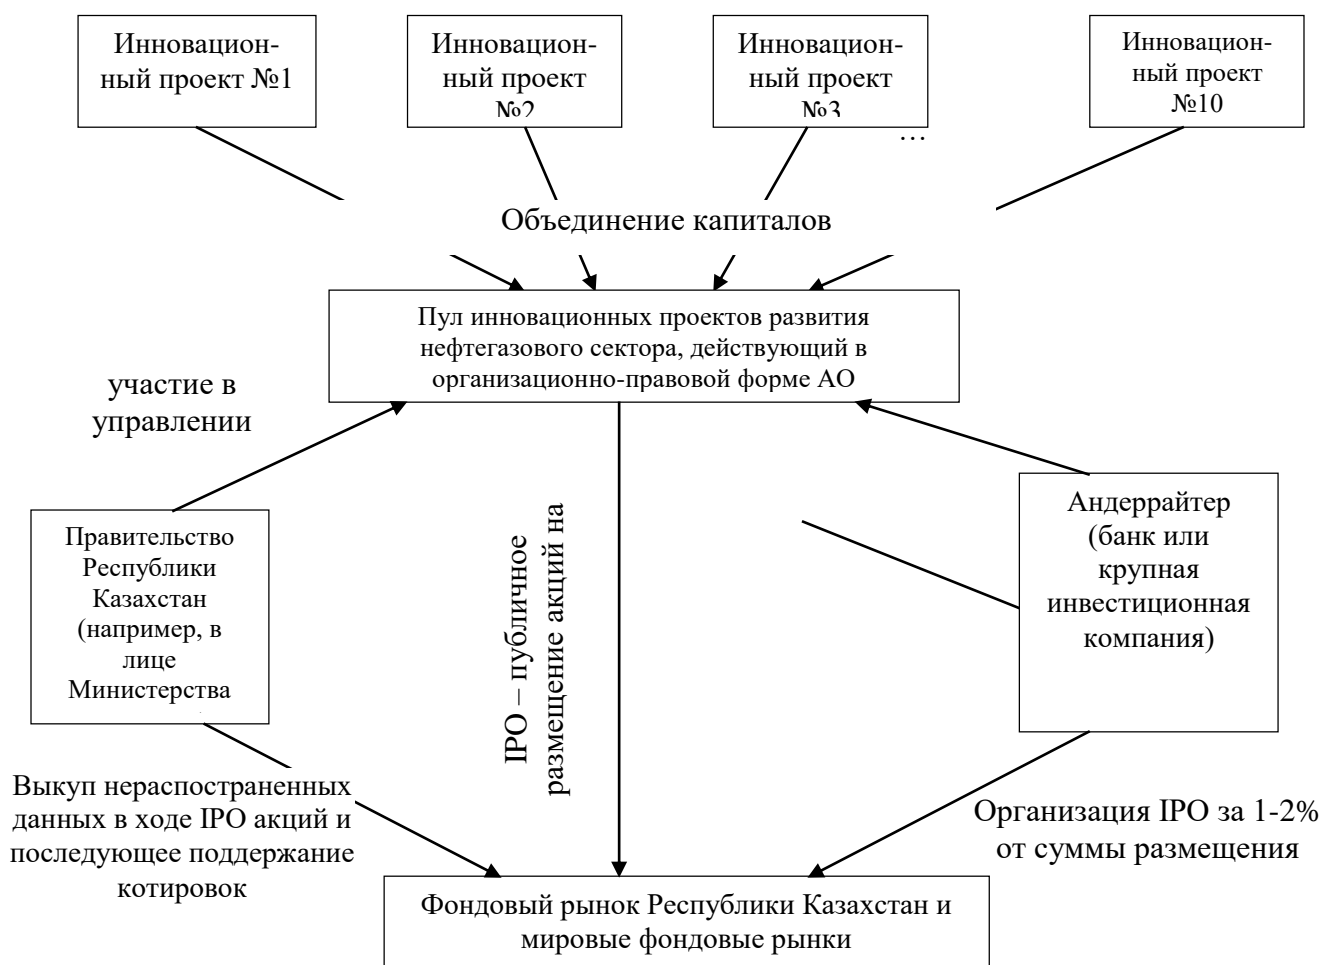 Инновацион-
ный проект №1
Инновацион-
ный проект
№2
Инновацион-
ный проект
№3
...
Инновацион-
ный проект
№10
Объединение капиталов
Пул инновационных проектов развития
нефтегазового сектора, действующий в
организационно-правовой форме АО
участие в
управлении
Правительство
Республики
Казахстан
(например, в
лице
Министерства
IPO – публичное
размещение акций на
Андеррайтер
(банк или
крупная
инвестиционная
компания)
Выкуп нераспостраненных
данных в ходе IPO акций и
последующее поддержание
котировок
Организация IPO за 1-2%
от суммы размещения
Фондовый рынок Республики Казахстан и
мировые фондовые рынки